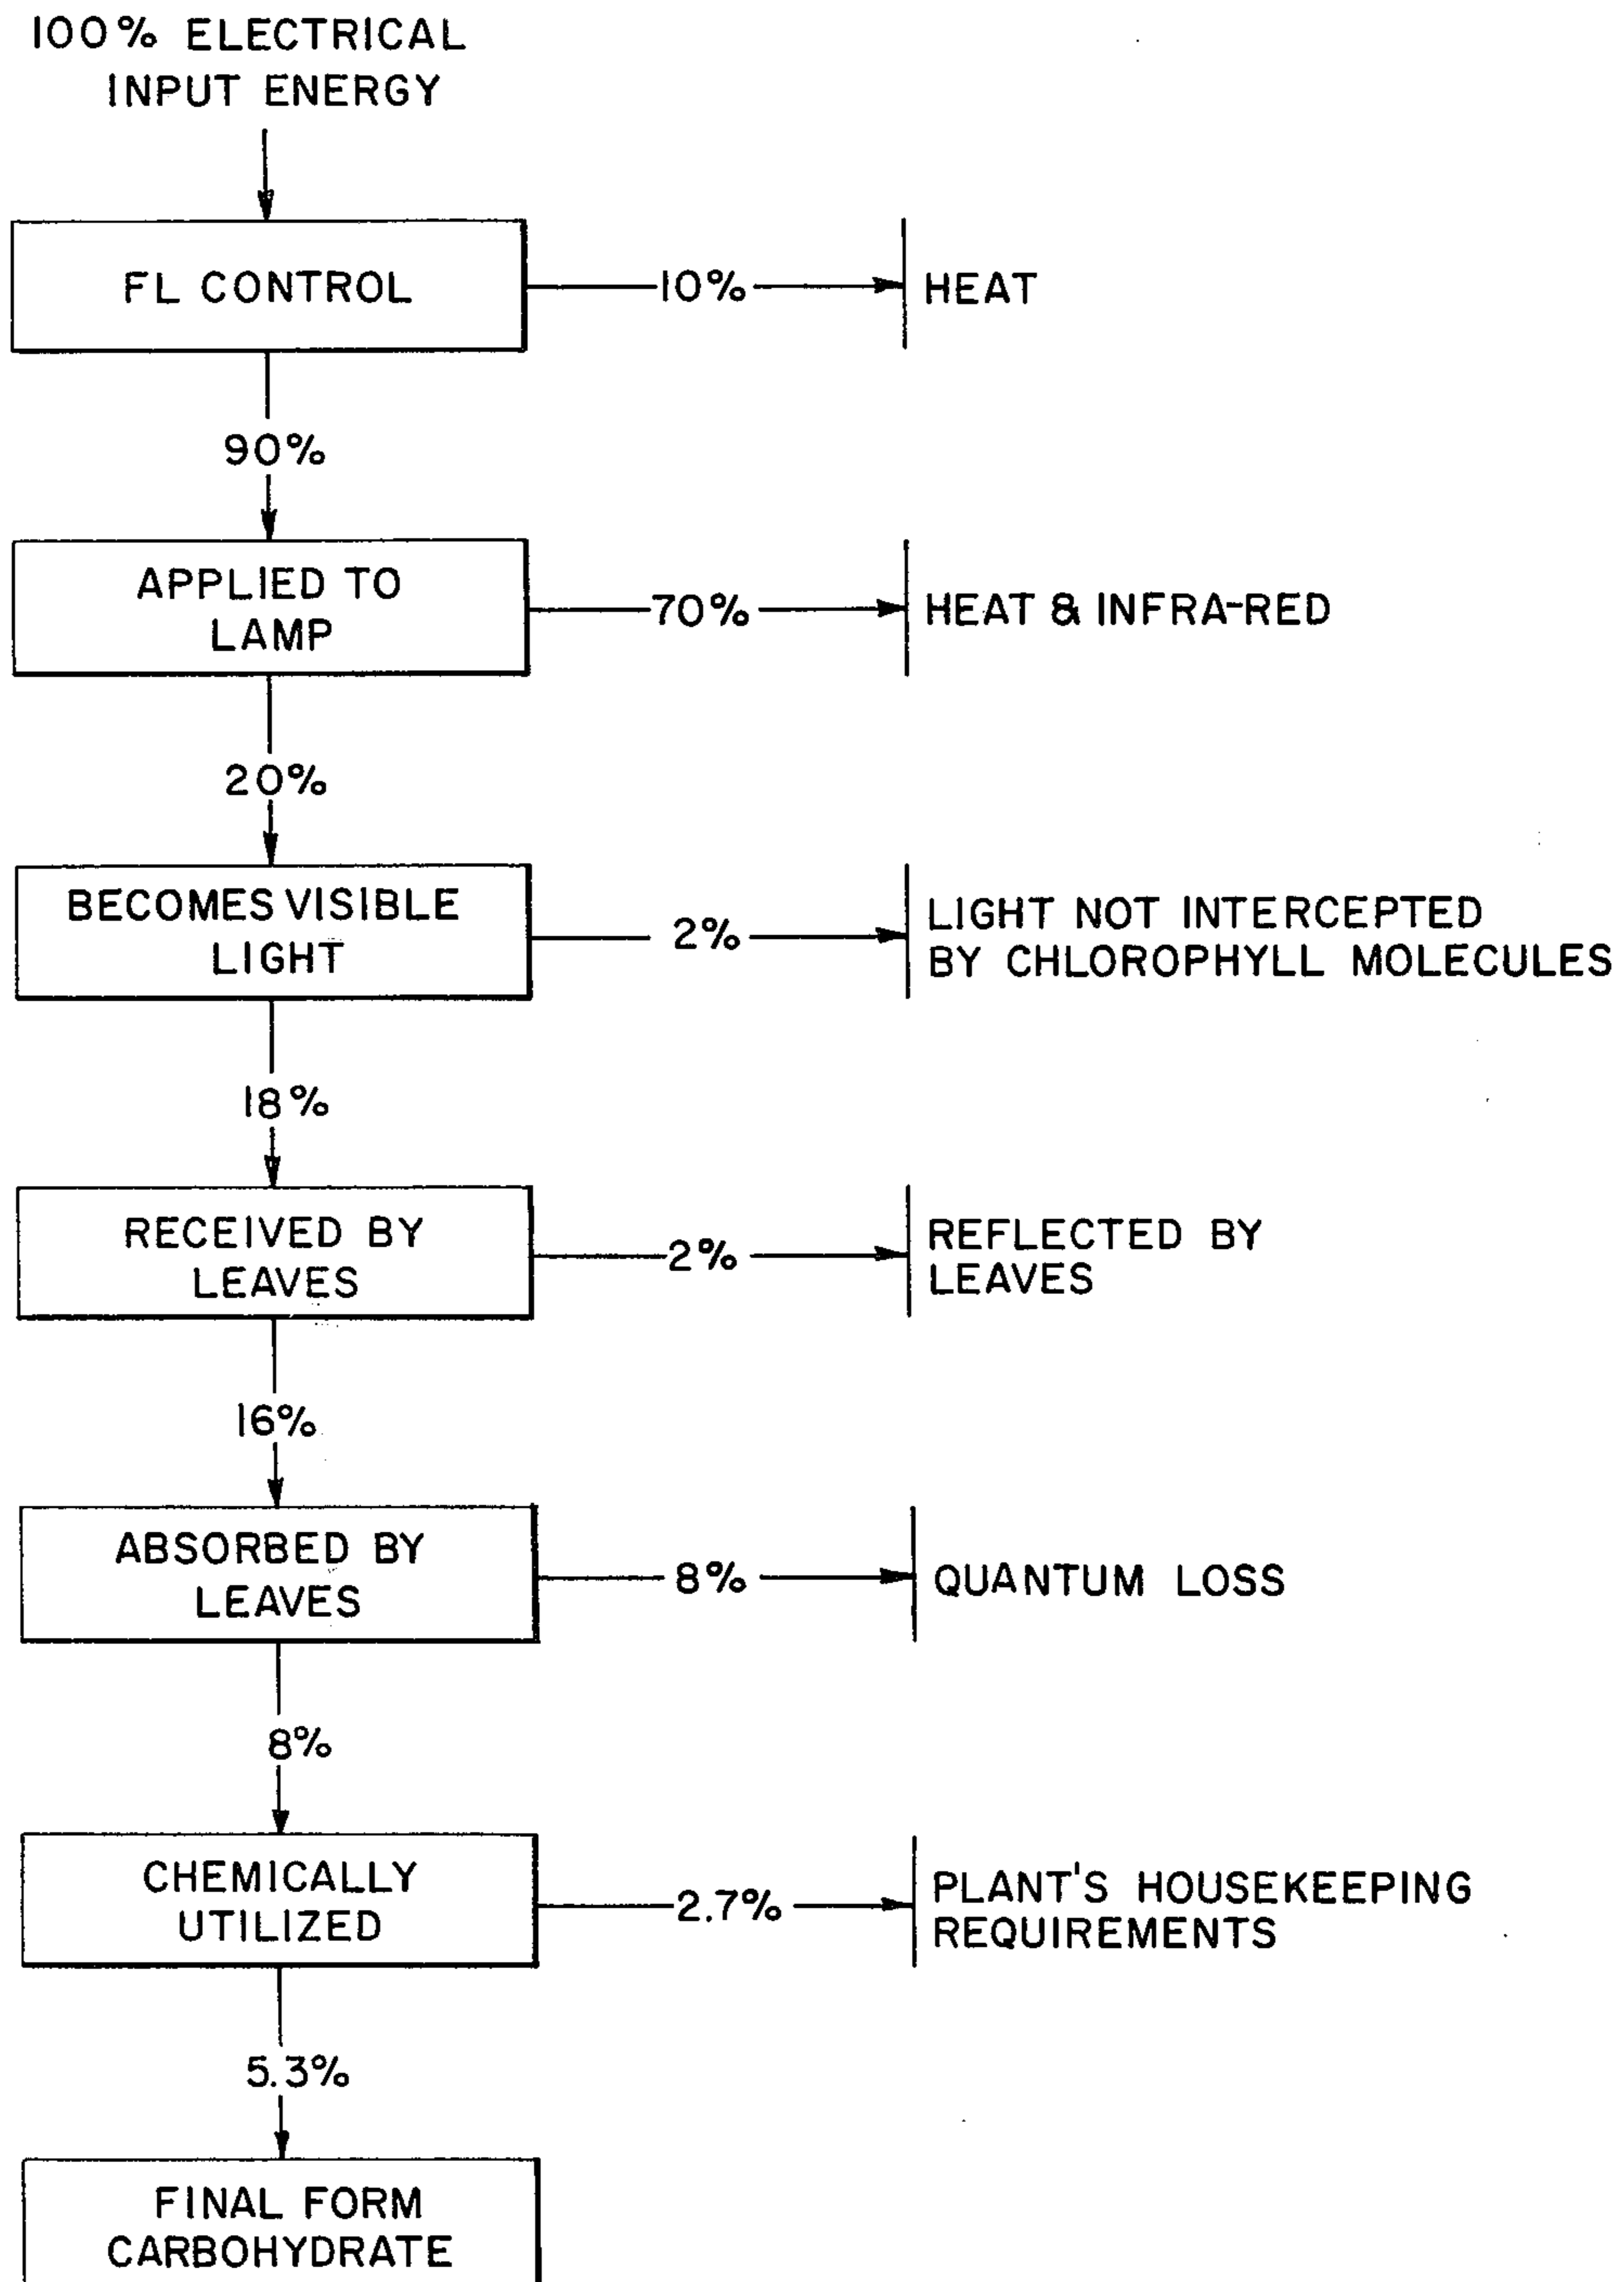 100% ELECTRICAL
INPUT ENERGY
FL CONTROL
10%
HEAT
90%
APPLIED TO
LAMP
70%
HEAT & INFRA-RED
20%
BECOMES VISIBLE
LIGHT
2%
LIGHT NOT INTERCEPTED
BY CHLOROPHYLL MOLECULES
18%
RECEIVED BY
LEAVES
2%
REFLECTED BY
LEAVES
16%
ABSORBED BY
LEAVES
8%
QUANTUM LOSS
8%
CHEMICALLY
UTILIZED
2.7%
PLANT'S HOUSEKEEPING
REQUIREMENTS
5.3%
FINAL FORM
CARBOHYDRATE